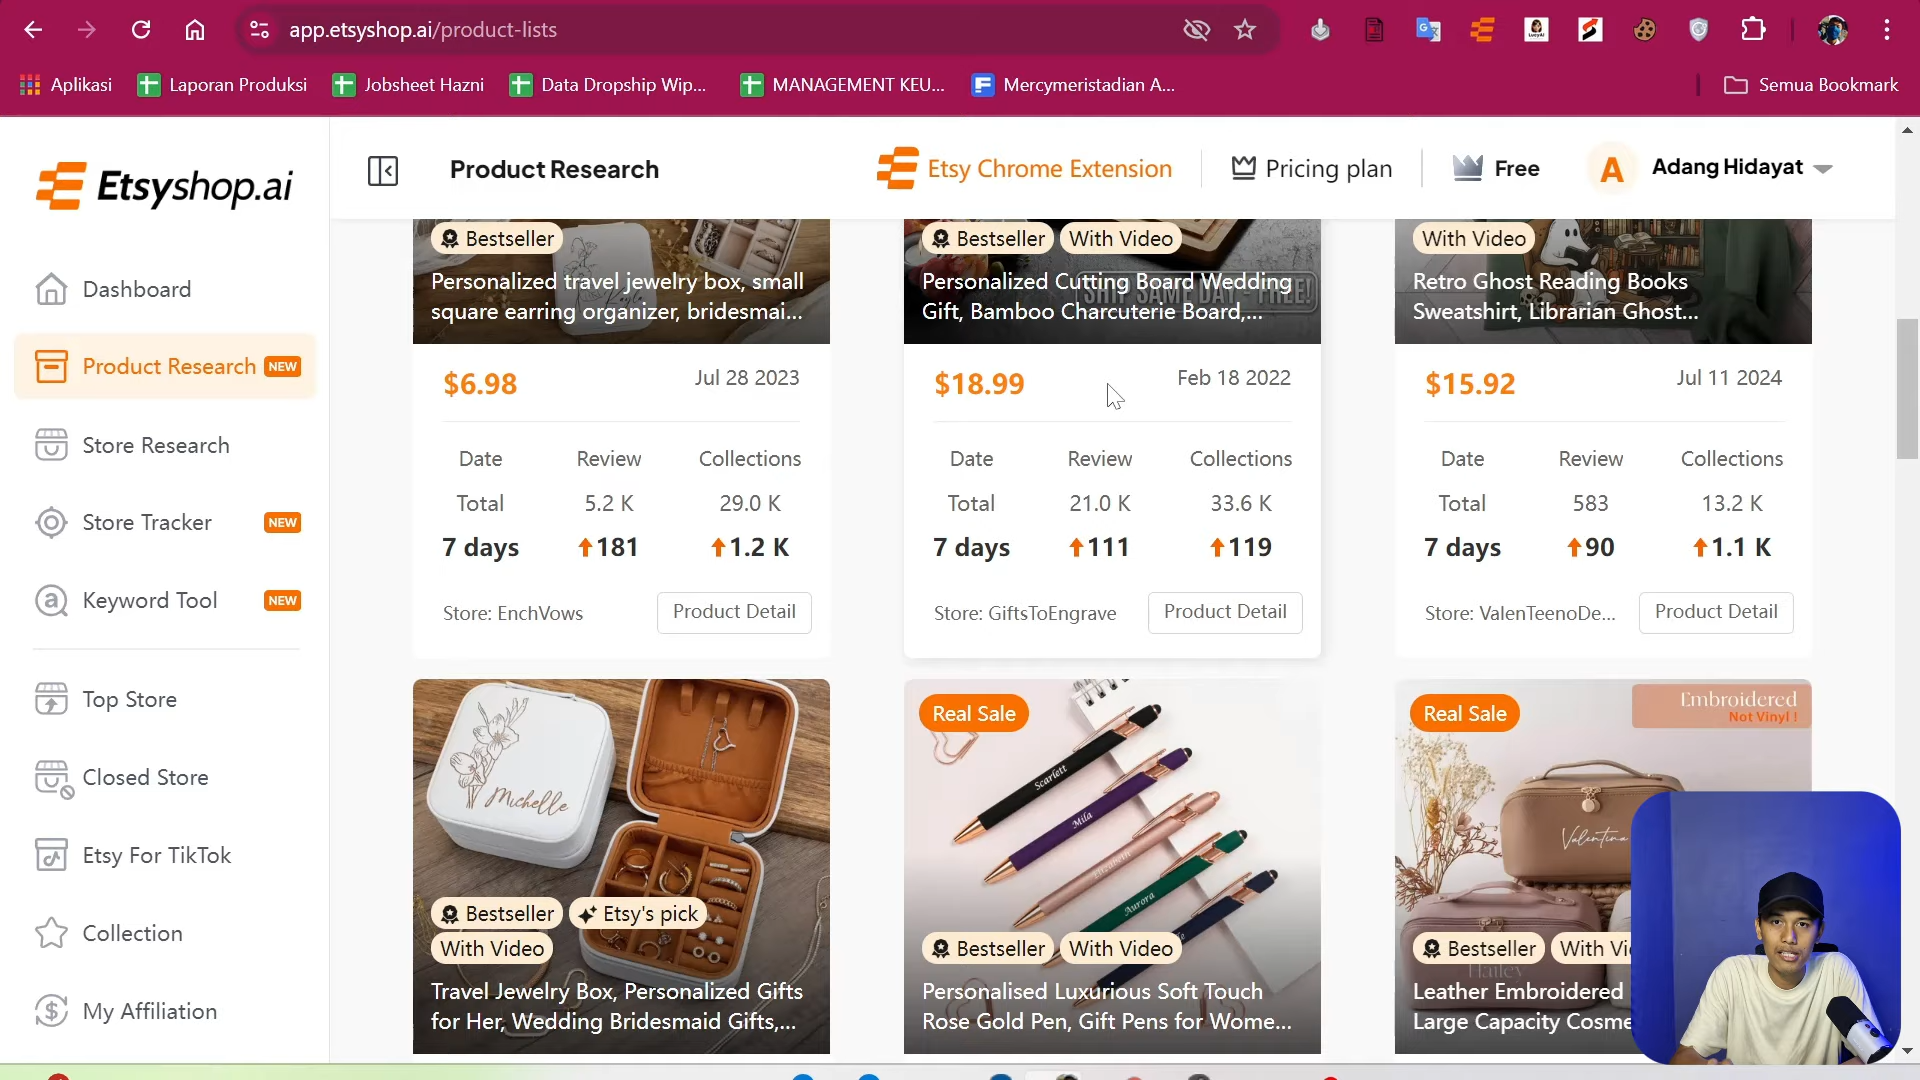 app.etsyshop.ai/product-lists
Aplikasi
Laporan Produksi
Jobsheet Hazni
Data Dropship Wip...
MANAGEMENT KEU...
Mercymeristadian A...
Semua Bookmark
Etsyshop.ai
Product Research
Etsy Chrome Extension
Pricing plan
Free
A
Adang Hidayat
Dashboard
Product Research NEW
Store Research
Store Tracker NEW
Keyword Tool NEW
Top Store
Closed Store
Etsy For TikTok
Collection
My Affiliation
Bestseller
Personalized travel jewelry box, small
square earring organizer, bridesmai...
$6.98
Jul 28 2023
Date Review Collections
Total 5.2 K 29.0 K
7 days 181 1.2 K
Store: EnchVows
Product Detail
Bestseller
With Video
SHIP SAME DAY - FREE!
Personalized Cutting Board Wedding
Gift, Bamboo Charcuterie Board,...
$18.99
Feb 18 2022
Date Review Collections
Total 21.0 K 33.6 K
7 days 111 119
Store: GiftsToEngrave
Product Detail
With Video
Retro Ghost Reading Books
Sweatshirt, Librarian Ghost...
$15.92
Jul 11 2024
Date Review Collections
Total 583 13.2 K
7 days 90 1.1 K
Store: ValenTeenoDe...
Product Detail
Michelle
Bestseller
Etsy's pick
With Video
Travel Jewelry Box, Personalized Gifts
for Her, Wedding Bridesmaid Gifts,...
Real Sale
Scarlett
Mila
Elizabeth
Aurora
Bestseller
With Video
Personalised Luxurious Soft Touch
Rose Gold Pen, Gift Pens for Wome...
Real Sale
Embroidered
Not Vinyl !
Valentina
Hailey
Bestseller
With Vi
Leather Embroidered
Large Capacity Cosme